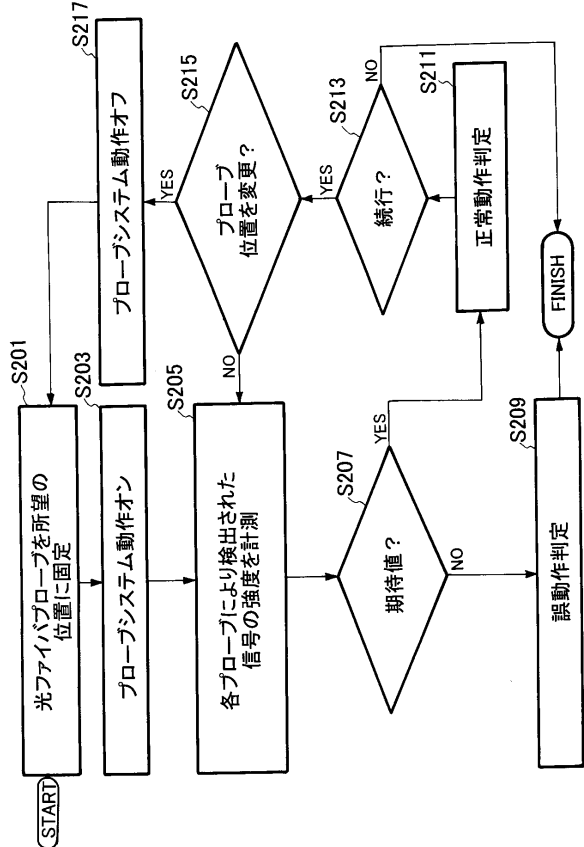 START
S201
光ファイバプローブを所望の
位置に固定
S203
プローブシステム動作オン
S205
各プローブにより検出された
信号の強度を計測
S207
期待値？
YES
NO
S209
誤動作判定
S211
正常動作判定
S213
続行？
YES
NO
S215
プローブ
位置を変更？
YES
NO
S217
プローブシステム動作オフ
FINISH